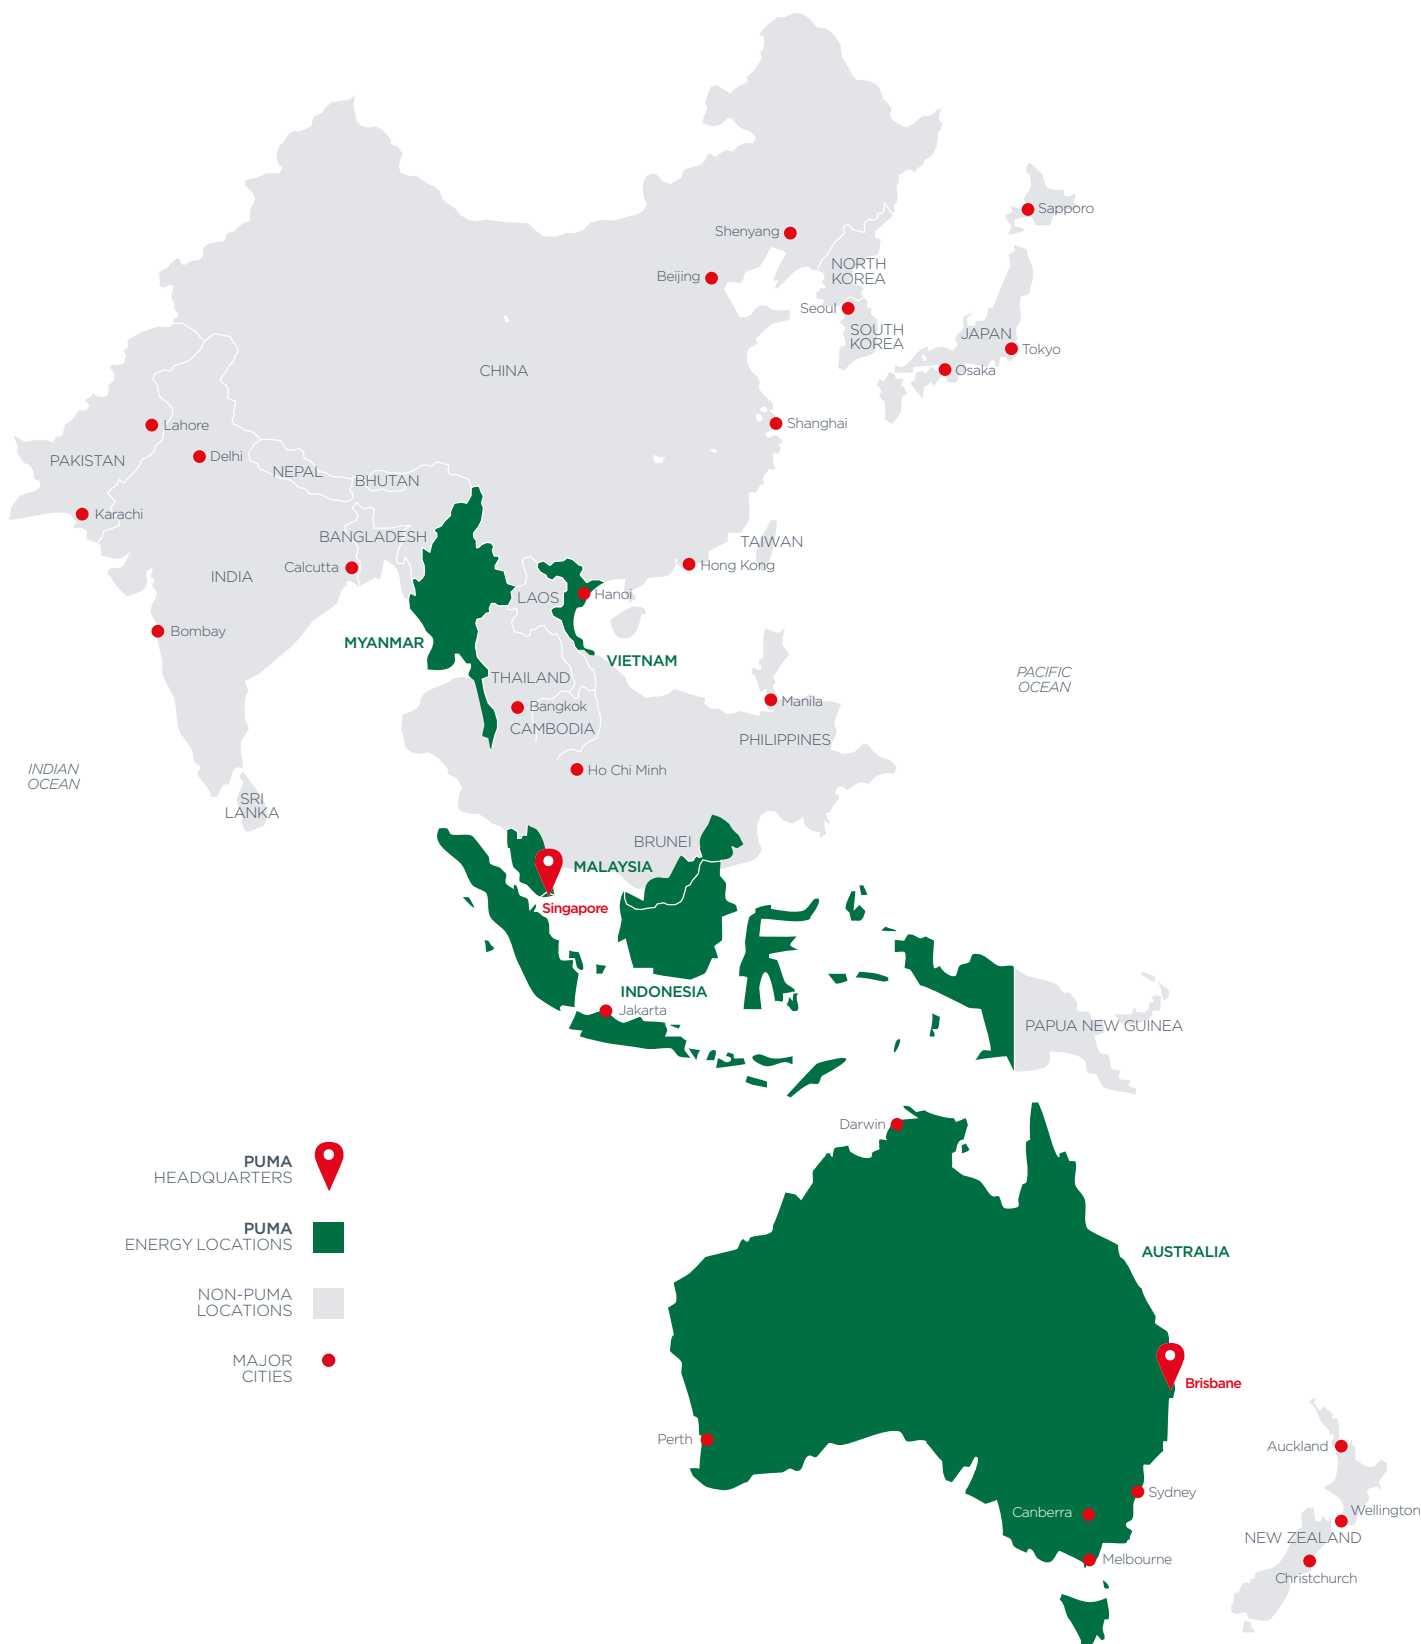 Sapporo
Shenyang
NORTH
KOREA
Beijing
Seoul
SOUTH
KOREA
JAPAN
Tokyo
CHINA
Osaka
Lahore
Shanghai
Delhi
PAKISTAN
NEPAL
BHUTAN
Karachi
BANGLADESH
TAIWAN
Calcutta
Hong Kong
INDIA
LAOS
Hanoi
Bombay
MYANMAR
VIETNAM
THAILAND
PACIFIC
OCEAN
Bangkok
Manila
CAMBODIA
PHILIPPINES
INDIAN
OCEAN
Ho Chi Minh
SRI
LANKA
BRUNEI
MALAYSIA
Singapore
INDONESIA
Jakarta
PAPUA NEW GUINEA
Darwin
PUMA
HEADQUARTERS
PUMA
ENERGY LOCATIONS
AUSTRALIA
NON-PUMA
LOCATIONS
MAJOR
CITIES
Brisbane
Perth
Auckland
Sydney
Canberra
Wellington
NEW ZEALAND
Melbourne
Christchurch